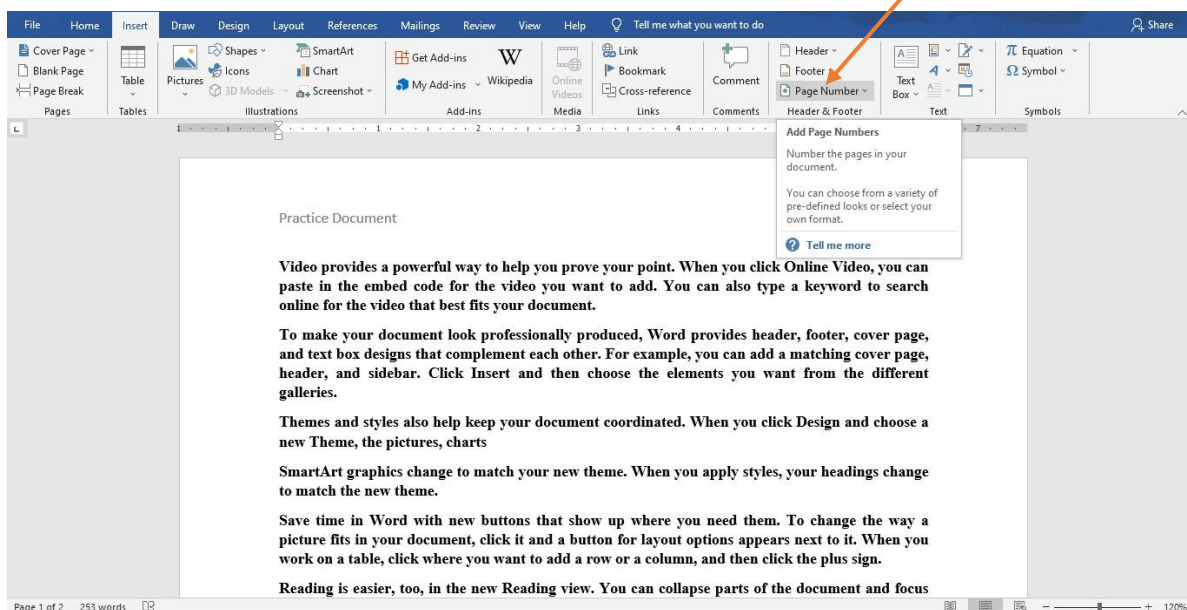 File Home Insert Draw Design Layout References Mailings Review View Help Tell me what you want to do Share
Cover Page
Blank Page
Page Break
Pages
Table
Tables
Pictures
Shapes
Icons
3D Models
SmartArt
Chart
Screenshot
Illustrations
Get Add-ins
My Add-ins
W
Wikipedia
Add-ins
Online
Videos
Media
Link
Bookmark
Cross-reference
Links
Comment
Comments
Header
Footer
Page Number
Header & Footer
Text
Box
Text
π Equation
Ω Symbol
Symbols
L
1 1 2 3 4 7
Add Page Numbers
Number the pages in your
document.
You can choose from a variety of
pre-defined looks or select your
own format.
Tell me more
Practice Document
Video provides a powerful way to help you prove your point. When you click Online Video, you can
paste in the embed code for the video you want to add. You can also type a keyword to search
online for the video that best fits your document.
To make your document look professionally produced, Word provides header, footer, cover page,
and text box designs that complement each other. For example, you can add a matching cover page,
header, and sidebar. Click Insert and then choose the elements you want from the different
galleries.
Themes and styles also help keep your document coordinated. When you click Design and choose a
new Theme, the pictures, charts
SmartArt graphics change to match your new theme. When you apply styles, your headings change
to match the new theme.
Save time in Word with new buttons that show up where you need them. To change the way a
picture fits in your document, click it and a button for layout options appears next to it. When you
work on a table, click where you want to add a row or a column, and then click the plus sign.
Reading is easier, too, in the new Reading view. You can collapse parts of the document and focus
Page 1 of 2 253 words 120%